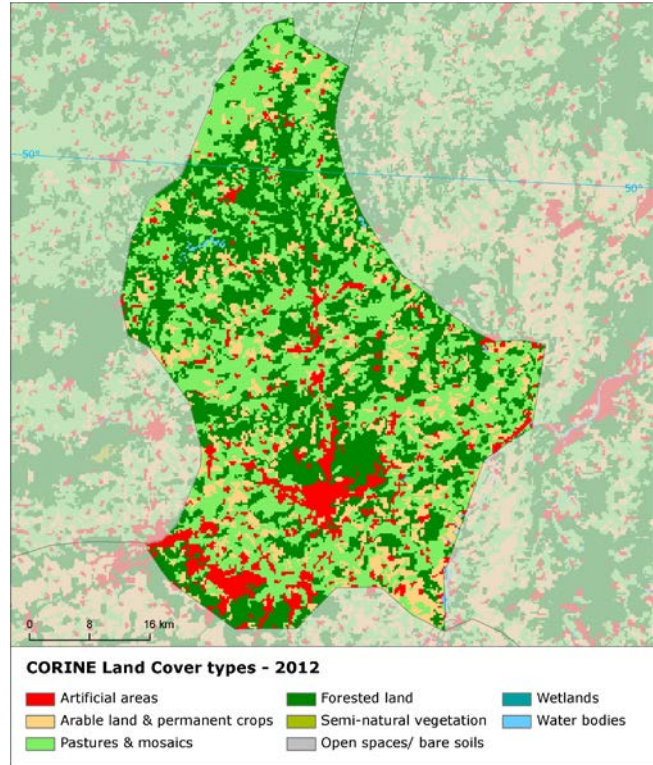 50°
50°
0 8 16 km
CORINE Land Cover types - 2012
Artificial areas Forested land Wetlands
Arable land & permanent crops Semi-natural vegetation Water bodies
Pastures & mosaics Open spaces/ bare soils